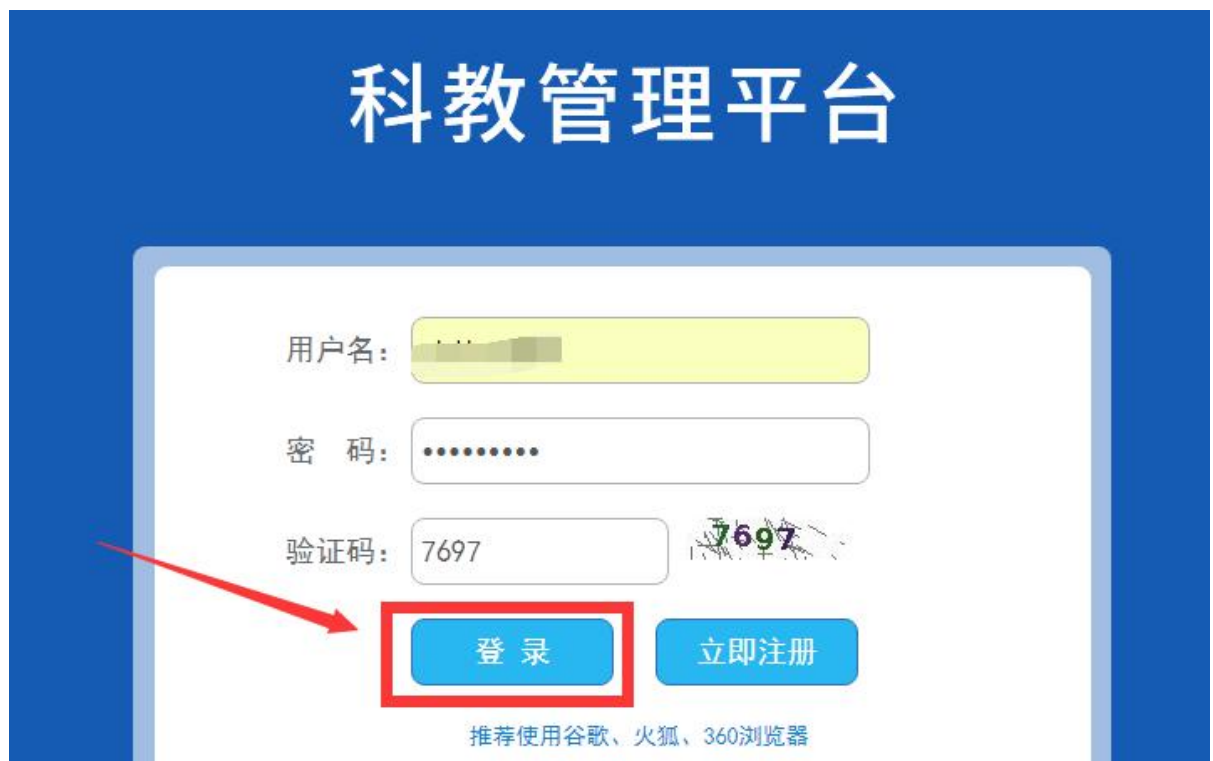 科教管理平台
用户名：
密 码： •••••••••
验证码： 7697 7697
登 录 立即注册
推荐使用谷歌、火狐、360浏览器